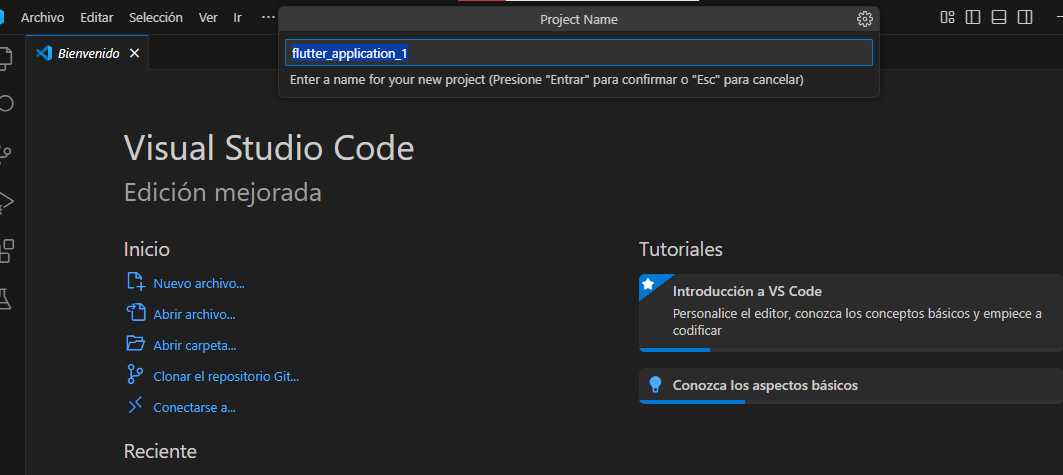 Archivo Editar Selección Ver Ir ···
Project Name
Bienvenido
flutter_application_1
Enter a name for your new project (Presione "Entrar" para confirmar o "Esc" para cancelar)
Visual Studio Code
Edición mejorada
Inicio
Nuevo archivo...
Abrir archivo...
Abrir carpeta...
Clonar el repositorio Git...
Conectarse a...
Reciente
Tutoriales
Introducción a VS Code
Personalice el editor, conozca los conceptos básicos y empiece a
codificar
Conozca los aspectos básicos